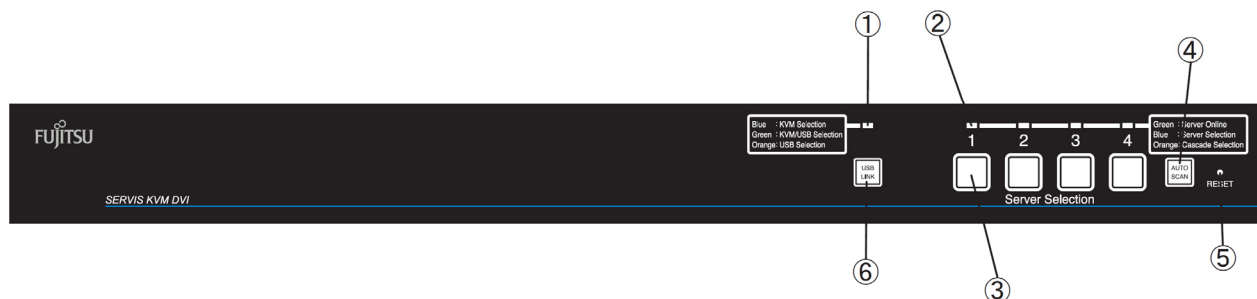 ① ② ④
FUJITSU
Blue : KVM Selection
Green : KVM/USB Selection
Orange: USB Selection
Green : Server Online
Blue : Server Selection
Orange: Cascade Selection
1 2 3 4
USB
LINK
AUTO
SCAN
RESET
SERVIS KVM DVI
Server Selection
⑥ ③ ⑤